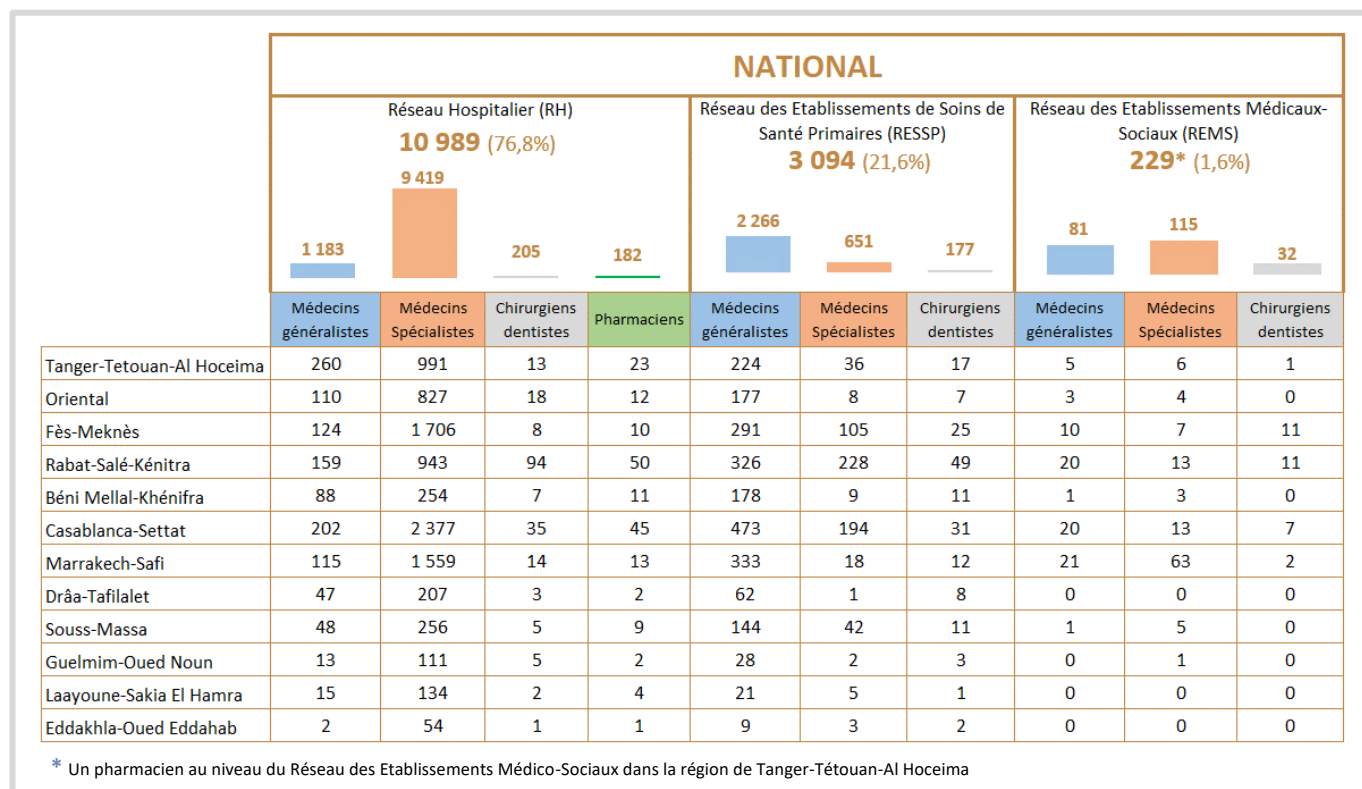 NATIONAL
Réseau Hospitalier (RH)
10 989 (76,8%)
9 419
1 183
205
182
Réseau des Etablissements de Soins de
Santé Primaires (RESSP)
3 094 (21,6%)
2 266
651
177
Réseau des Etablissements Médicaux-
Sociaux (REMS)
229* (1,6%)
81
115
32
Médecins généralistes Médecins Spécialistes Chirurgiens dentistes Pharmaciens Médecins généralistes Médecins Spécialistes Chirurgiens dentistes Médecins généralistes Médecins Spécialistes Chirurgiens dentistes
Tanger-Tetouan-Al Hoceima 260 991 13 23 224 36 17 5 6 1
Oriental 110 827 18 12 177 8 7 3 4 0
Fès-Meknès 124 1 706 8 10 291 105 25 10 7 11
Rabat-Salé-Kénitra 159 943 94 50 326 228 49 20 13 11
Béni Mellal-Khénifra 88 254 7 11 178 9 11 1 3 0
Casablanca-Settat 202 2 377 35 45 473 194 31 20 13 7
Marrakech-Safi 115 1 559 14 13 333 18 12 21 63 2
Drâa-Tafilalet 47 207 3 2 62 1 8 0 0 0
Souss-Massa 48 256 5 9 144 42 11 1 5 0
Guelmim-Oued Noun 13 111 5 2 28 2 3 0 1 0
Laayoune-Sakia El Hamra 15 134 2 4 21 5 1 0 0 0
Eddakhla-Oued Eddahab 2 54 1 1 9 3 2 0 0 0
* Un pharmacien au niveau du Réseau des Etablissements Médico-Sociaux dans la région de Tanger-Tétouan-Al Hoceima